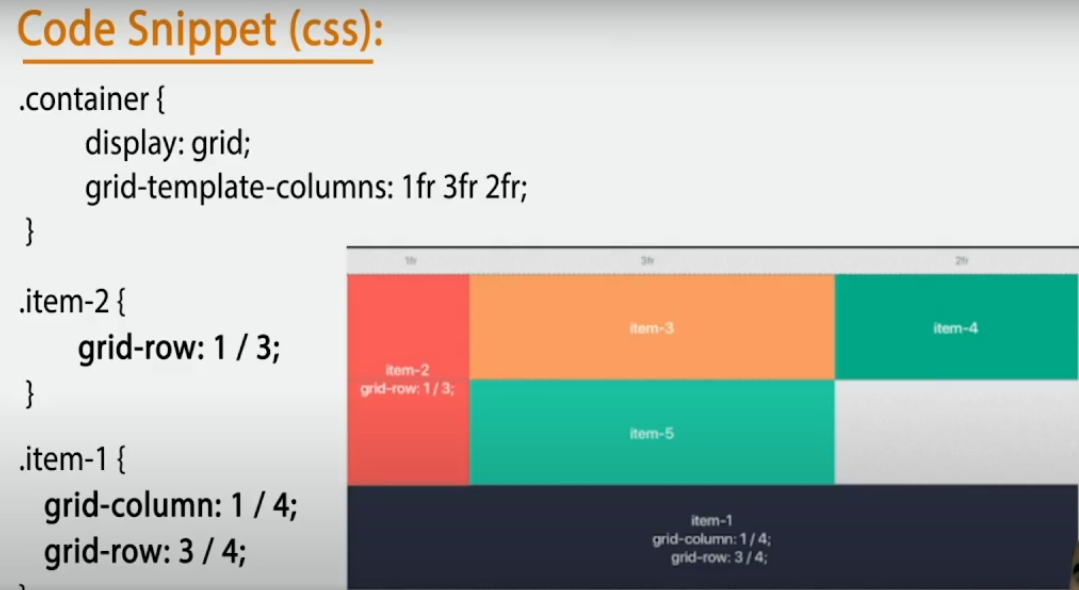 Code Snippet (css):
.container {
display: grid;
grid-template-columns: 1fr 3fr 2fr;
}
.item-2 {
grid-row: 1 / 3;
}
.item-1 {
grid-column: 1 / 4;
grid-row: 3 / 4;
}
1fr 3fr 2fr
item-3 item-4
item-2
grid-row: 1 / 3;
item-5
item-1
grid-column: 1 / 4;
grid-row: 3 / 4;